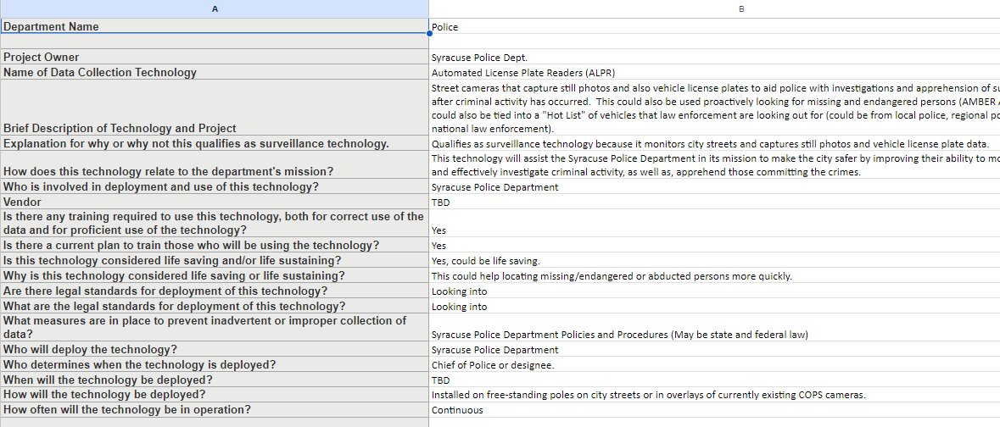 A B
Department Name Police
Project Owner Syracuse Police Dept.
Name of Data Collection Technology Automated License Plate Readers (ALPR)
Street cameras that capture still photos and also vehicle license plates to aid police with investigations and apprehension of
after criminal activity has occurred. This could also be used proactively looking for missing and endangered persons (AMBER
could also be tied into a "Hot List" of vehicles that law enforcement are looking out for (could be from local police, regional
Brief Description of Technology and Project national law enforcement).
Explanation for why or why not this qualifies as surveillance technology. Qualifies as surveillance technology because it monitors city streets and captures still photos and vehicle license plate data.
This technology will assist the Syracuse Police Department in its mission to make the city safer by improving their ability to
How does this technology relate to the department's mission? and effectively investigate criminal activity, as well as, apprehend those committing the crimes.
Who is involved in deployment and use of this technology? Syracuse Police Department
Vendor TBD
Is there any training required to use this technology, both for correct use of the
data and for proficient use of the technology? Yes
Is there a current plan to train those who will be using the technology? Yes
Is this technology considered life saving and/or life sustaining? Yes, could be life saving.
Why is this technology considered life saving or life sustaining? This could help locating missing/endangered or abducted persons more quickly.
Are there legal standards for deployment of this technology? Looking into
What are the legal standards for deployment of this technology? Looking into
What measures are in place to prevent inadvertent or improper collection of
data? Syracuse Police Department Policies and Procedures (May be state and federal law)
Who will deploy the technology? Syracuse Police Department
Who determines when the technology is deployed? Chief of Police or designee.
When will the technology be deployed? TBD
How will the technology be deployed? Installed on free-standing poles on city streets or in overlays of currently existing COPS cameras.
How often will the technology be in operation? Continuous